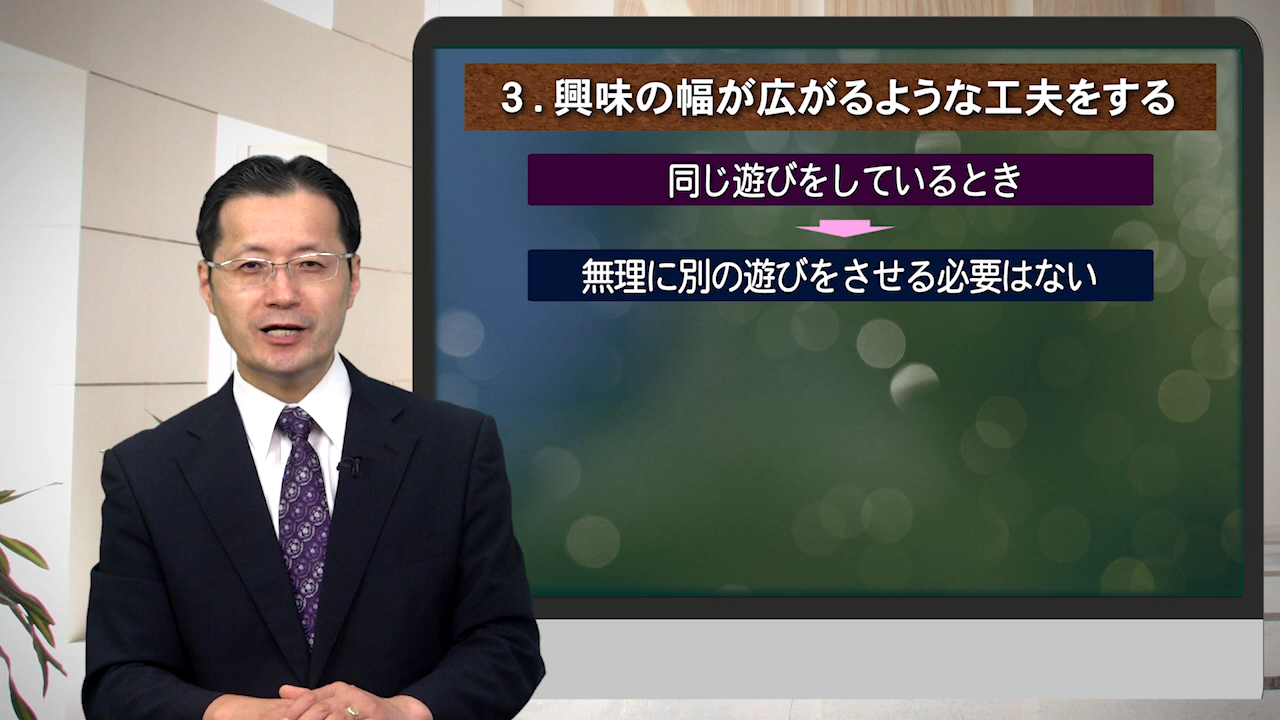 ３．興味の幅が広がるような工夫をする
同じ遊びをしているとき
無理に別の遊びをさせる必要はない